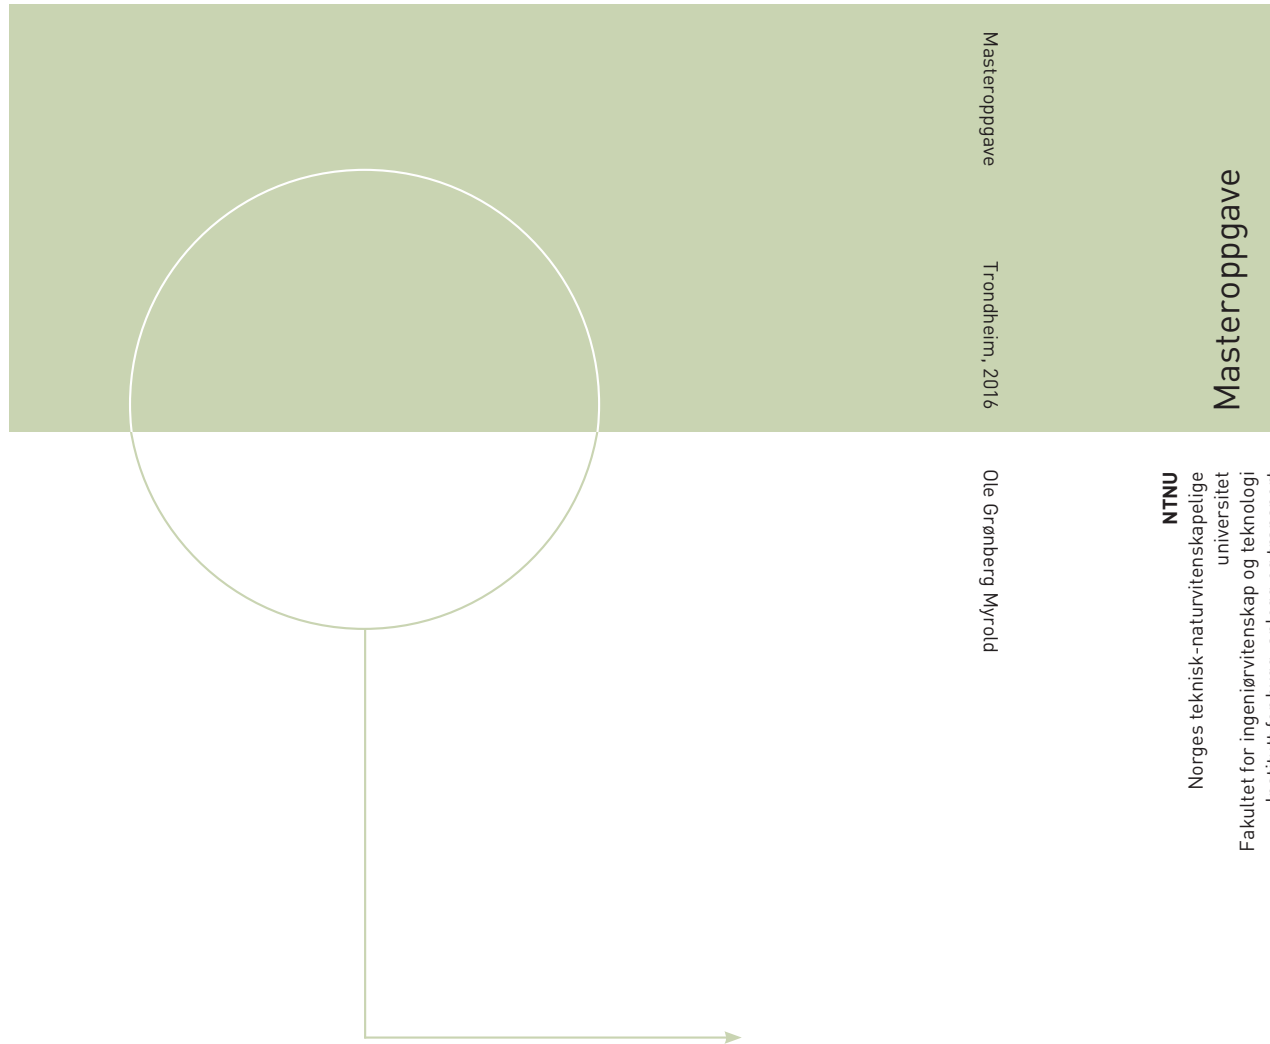 Masteroppgave
Trondheim, 2016
Ole Grønberg Myrold
Masteroppgave
NTNU
Norges teknisk-naturvitenskapelige
universitet
Fakultet for ingeniørvitenskap og teknologi